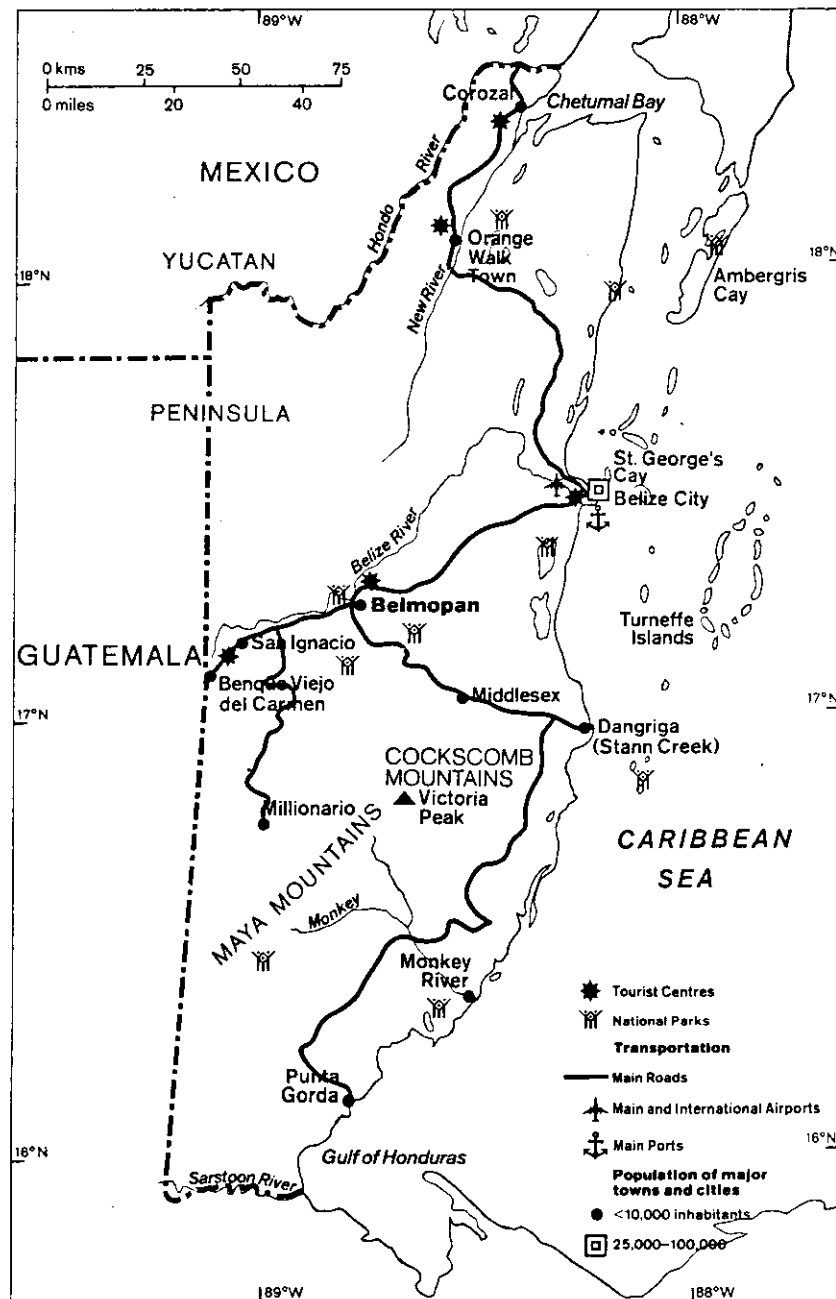 89°W
88°W
0 kms 25 50 75
0 miles 20 40
Corozal
Chetumal Bay
MEXICO
Hondo River
YUCATAN
18°N
18°N
Orange
Walk
Town
New River
Ambergris
Cay
PENINSULA
St. George's
Cay
Belize City
Belize River
Belmopan
Turneffe
Islands
GUATEMALA
San Ignacio
Benque Viejo
del Carmen
Middlesex
17°N
17°N
Dangriga
(Stann Creek)
COCKSCOMB
MOUNTAINS
Victoria
Peak
Millionario
CARIBBEAN
SEA
MAYA MOUNTAINS
Monkey
Monkey
River
Tourist Centres
National Parks
Transportation
Main Roads
Main and International Airports
Main Ports
Population of major
towns and cities
<10,000 inhabitants
25,000–100,000
Punta
Gorda
16°N
16°N
Gulf of Honduras
Sarstoon River
89°W
88°W